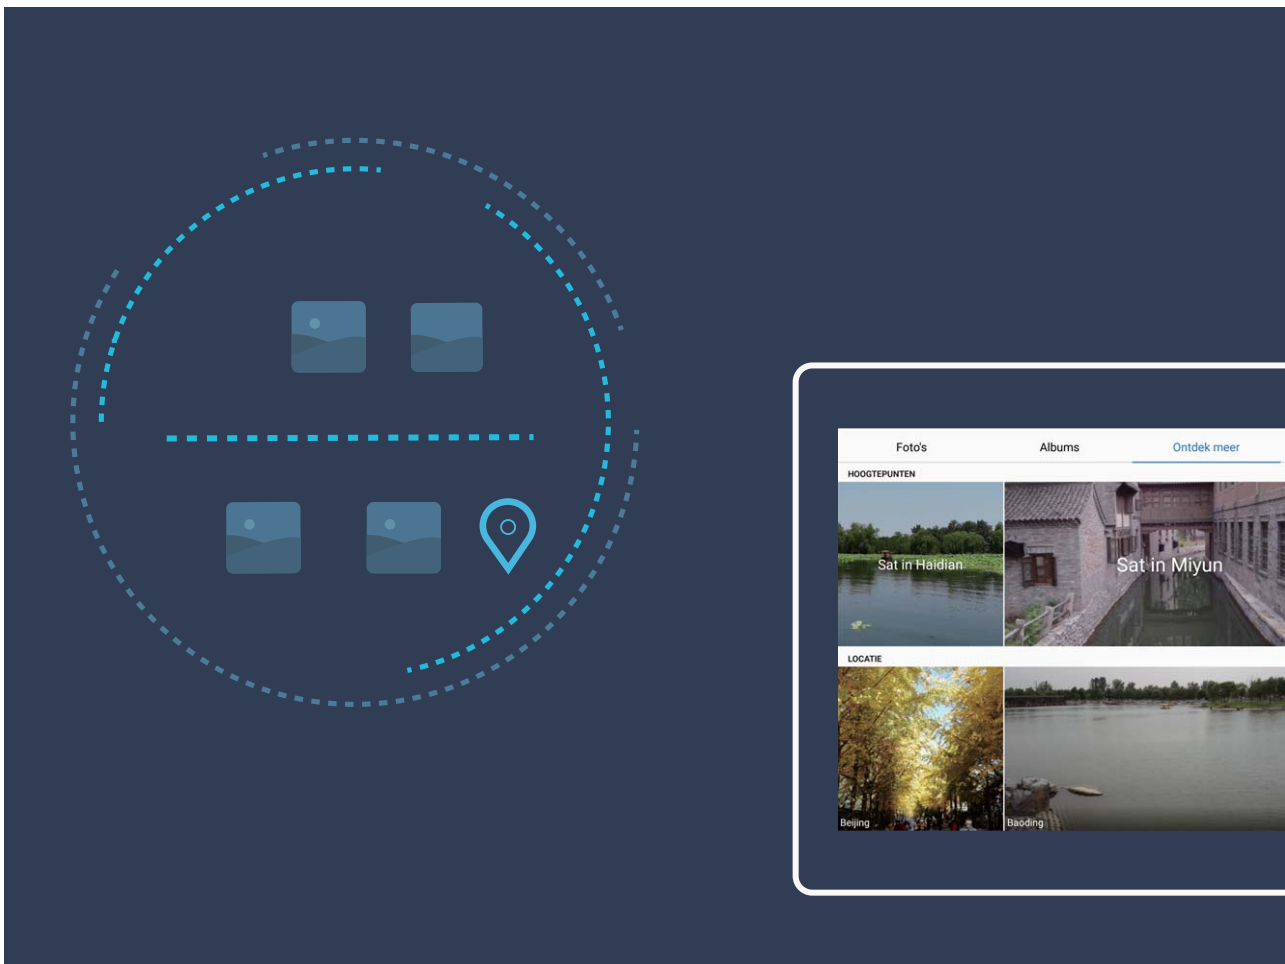 Foto's Albums Ontdek meer
HOOGTEPUNTEN
Sat in Haidian Sat in Miyun
LOCATIE
Beijing Baoding